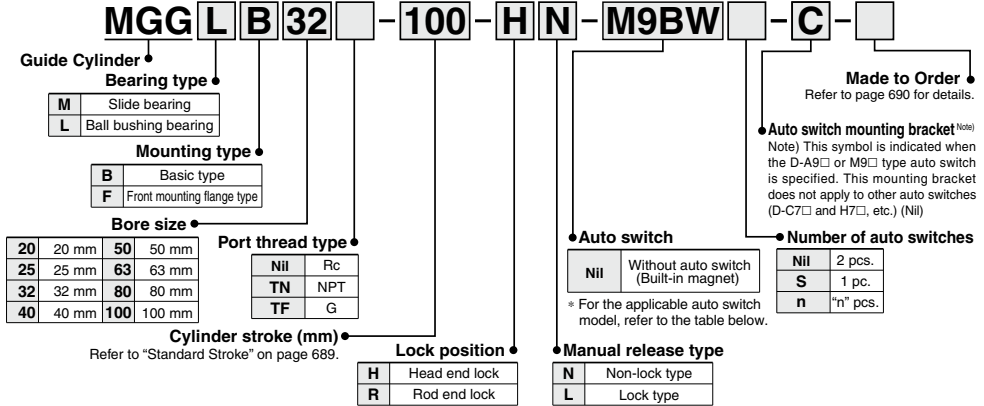 MGG L B 32 □ - 100 - H N - M9BW □ - C - □
Guide Cylinder
Bearing type
M Slide bearing
L Ball bushing bearing
Mounting type
B Basic type
F Front mounting flange type
Bore size
20 20 mm 50 50 mm
25 25 mm 63 63 mm
32 32 mm 80 80 mm
40 40 mm 100 100 mm
Port thread type
Nil Rc
TN NPT
TF G
Cylinder stroke (mm)
Refer to “Standard Stroke” on page 689.
Lock position
H Head end lock
R Rod end lock
Manual release type
N Non-lock type
L Lock type
Auto switch
Nil Without auto switch
(Built-in magnet)
∗ For the applicable auto switch
model, refer to the table below.
Number of auto switches
Nil 2 pcs.
S 1 pc.
n “n” pcs.
Auto switch mounting bracket Note)
Note) This symbol is indicated when
the D-A9□ or M9□ type auto switch
is specified. This mounting bracket
does not apply to other auto switches
(D-C7□ and H7□, etc.) (Nil)
Made to Order
Refer to page 690 for details.